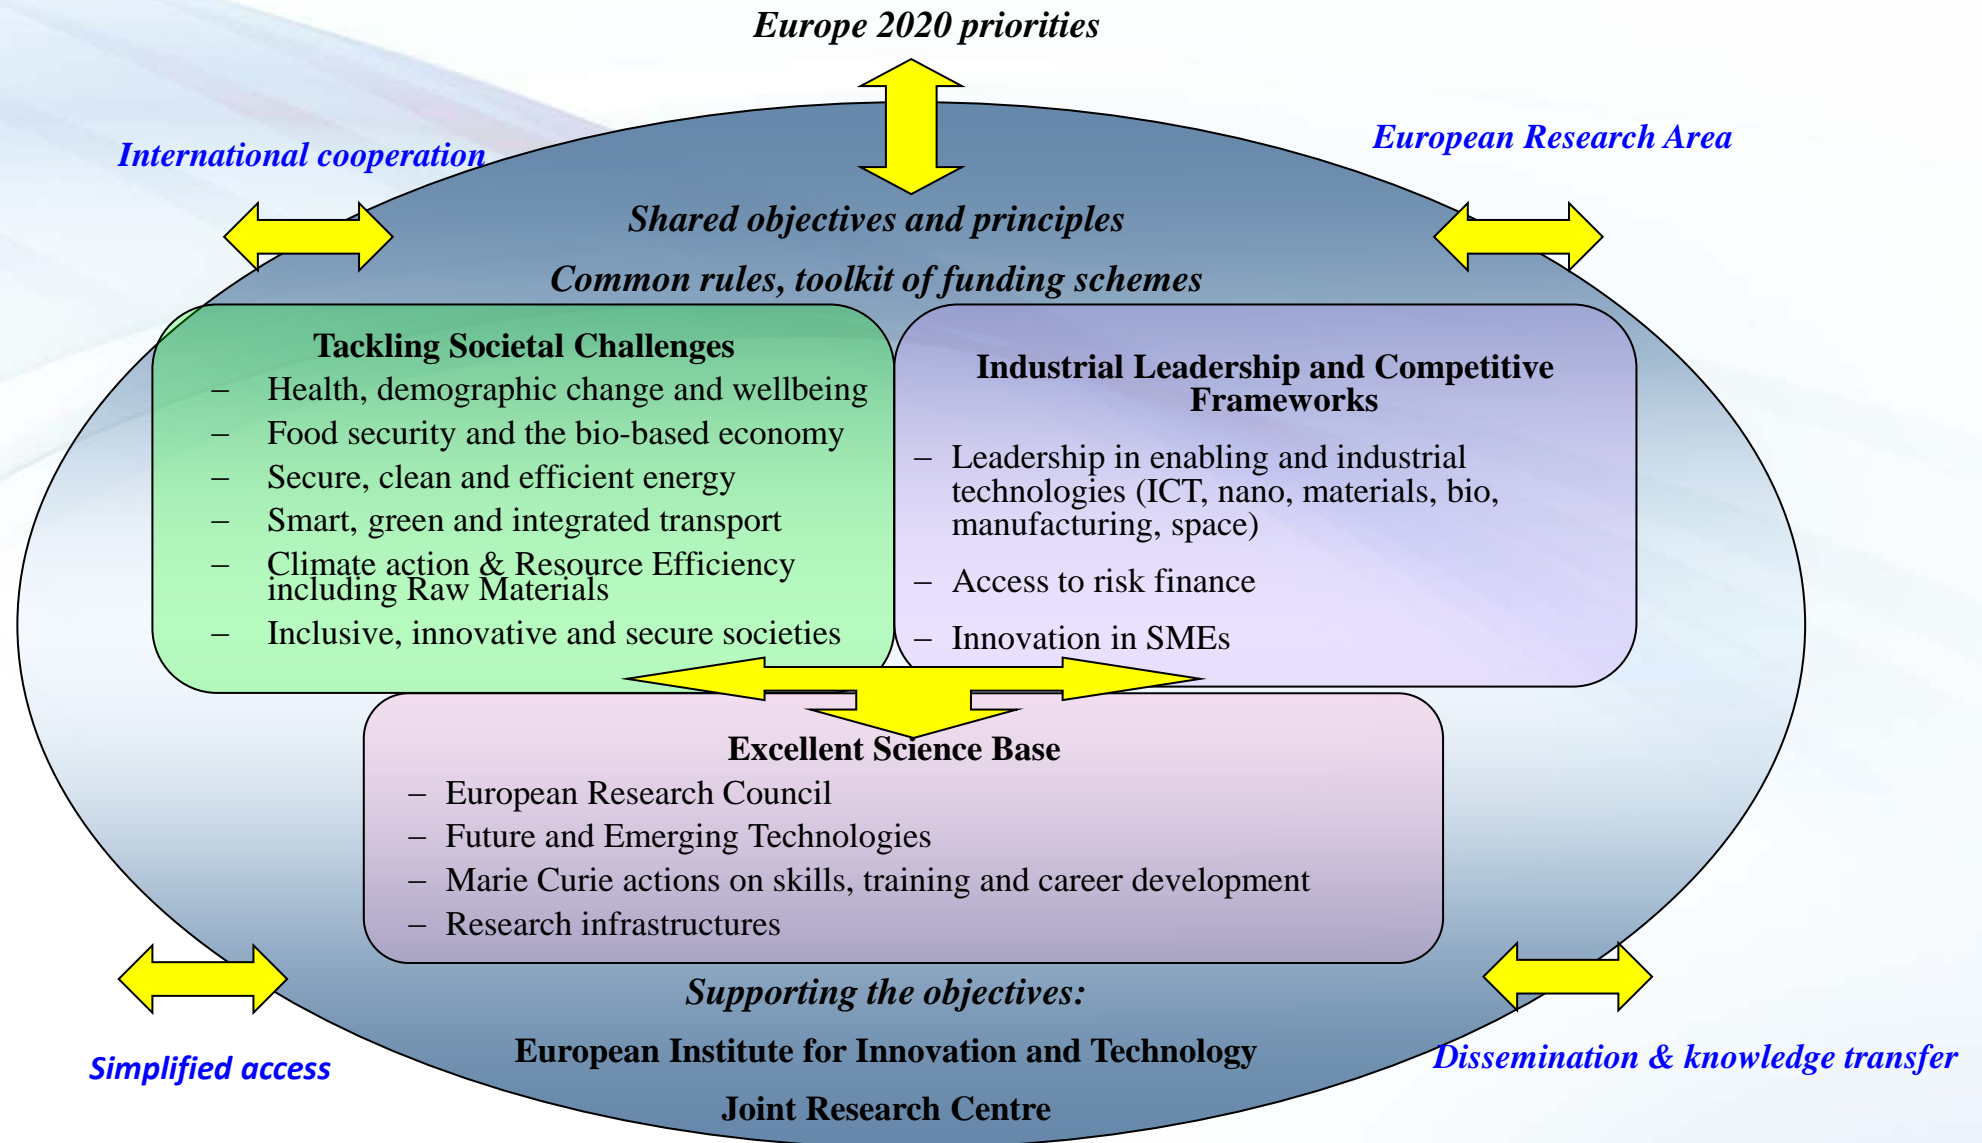 Europe 2020 priorities
International cooperation
European Research Area
Shared objectives and principles
Common rules, toolkit of funding schemes
Tackling Societal Challenges
– Health, demographic change and wellbeing
– Food security and the bio-based economy
– Secure, clean and efficient energy
– Smart, green and integrated transport
– Climate action & Resource Efficiency
including Raw Materials
– Inclusive, innovative and secure societies
Industrial Leadership and Competitive
Frameworks
– Leadership in enabling and industrial
technologies (ICT, nano, materials, bio,
manufacturing, space)
– Access to risk finance
– Innovation in SMEs
Excellent Science Base
– European Research Council
– Future and Emerging Technologies
– Marie Curie actions on skills, training and career development
– Research infrastructures
Supporting the objectives:
European Institute for Innovation and Technology
Joint Research Centre
Simplified access
Dissemination & knowledge transfer